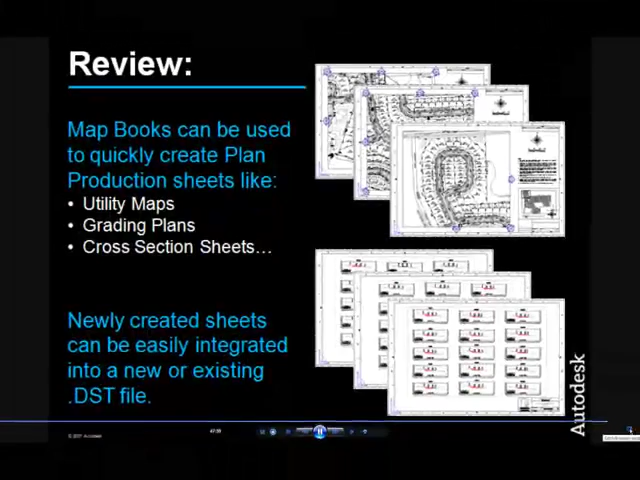 Review:
Map Books can be used
to quickly create Plan
Production sheets like:
• Utility Maps
• Grading Plans
• Cross Section Sheets…
Newly created sheets
can be easily integrated
into a new or existing
.DST file.
Autodesk